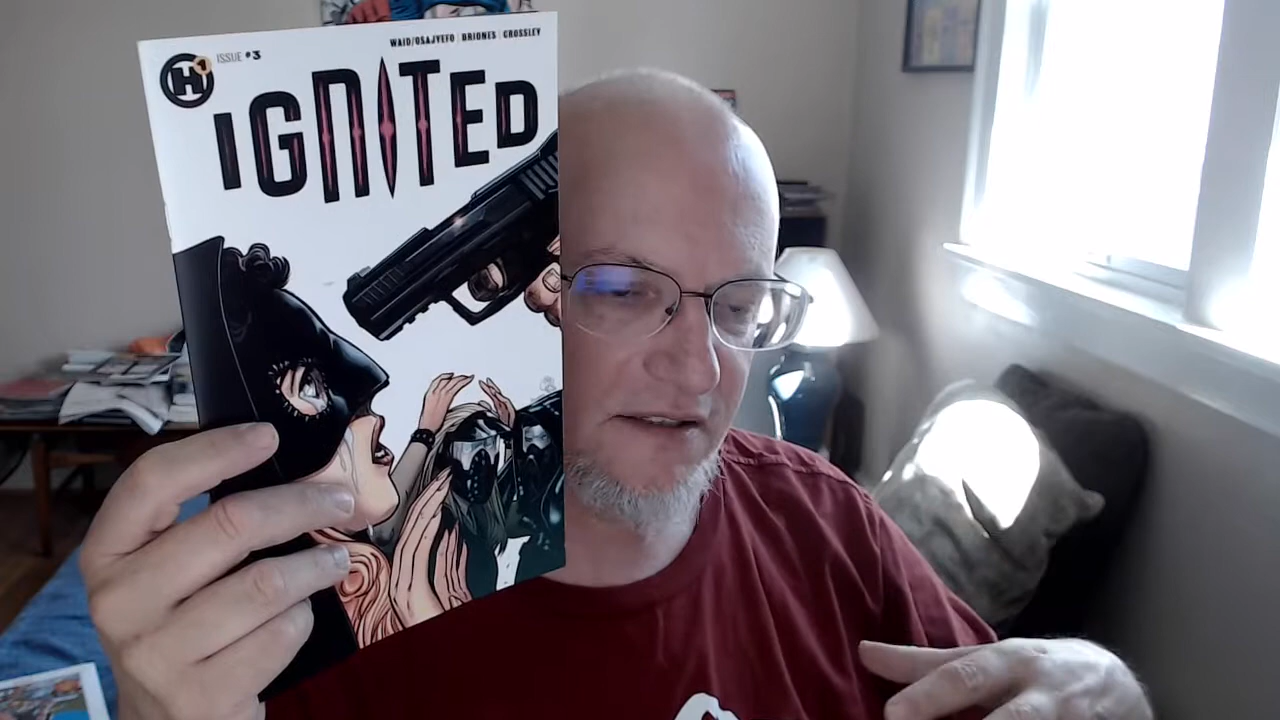 WAID/OSAJYEFO | BRIONES | CROSSLEY
H1 ISSUE #3
IGNITED